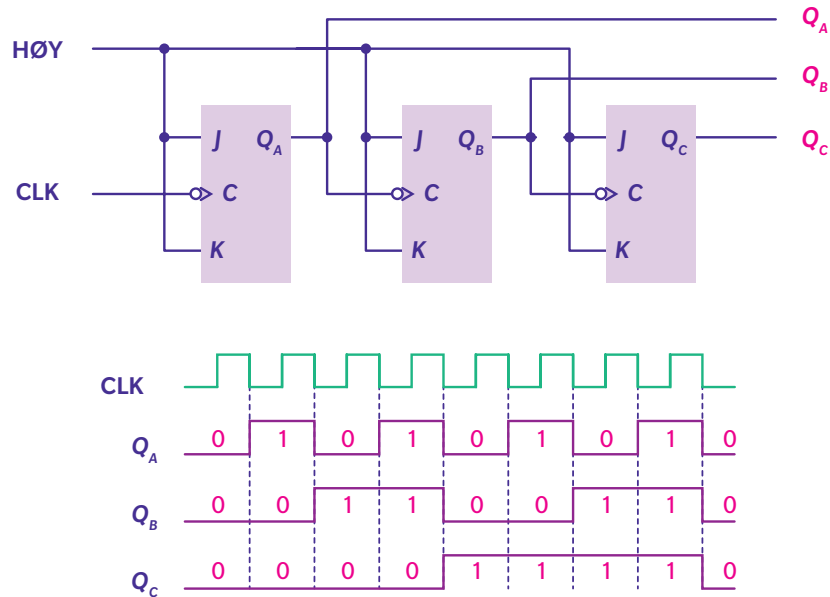 Q_A
HØY
Q_B
J Q_A J Q_B J Q_C Q_C
CLK C C C
K K K
CLK
Q_A 0 1 0 1 0 1 0 1 0
Q_B 0 0 1 1 0 0 1 1 0
Q_C 0 0 0 0 1 1 1 1 0